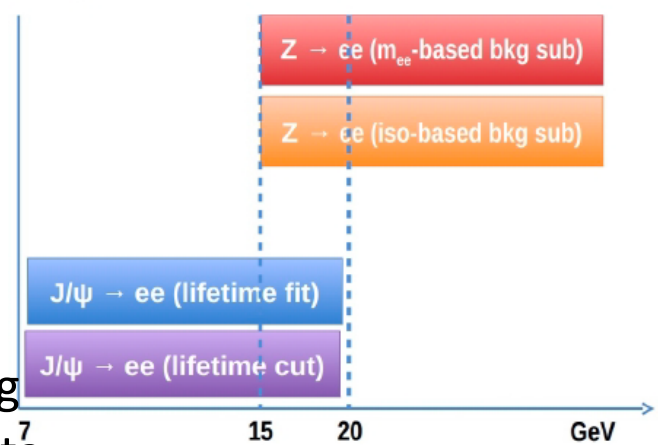 Z → ee (mee-based bkg sub)
Z → ee (iso-based bkg sub)
J/ψ → ee (lifetime fit)
J/ψ → ee (lifetime cut)
g
7 15 20 GeV